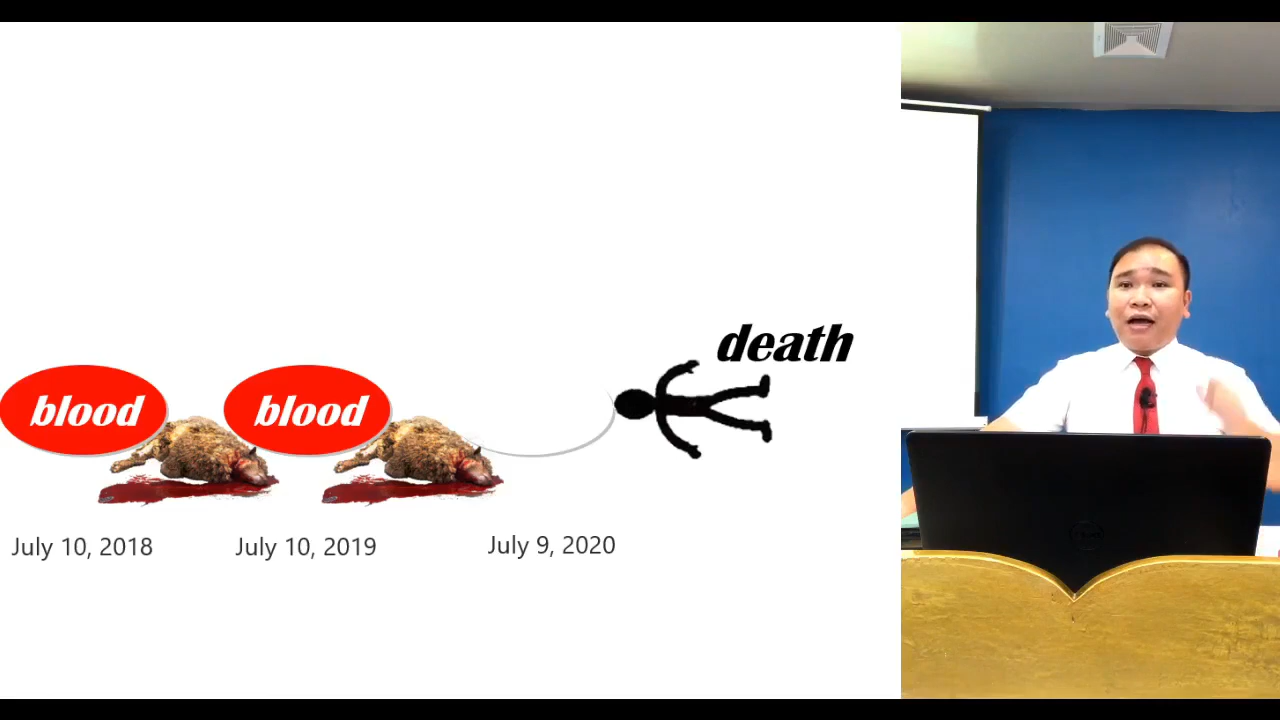 death
blood
blood
July 10, 2018
July 10, 2019
July 9, 2020